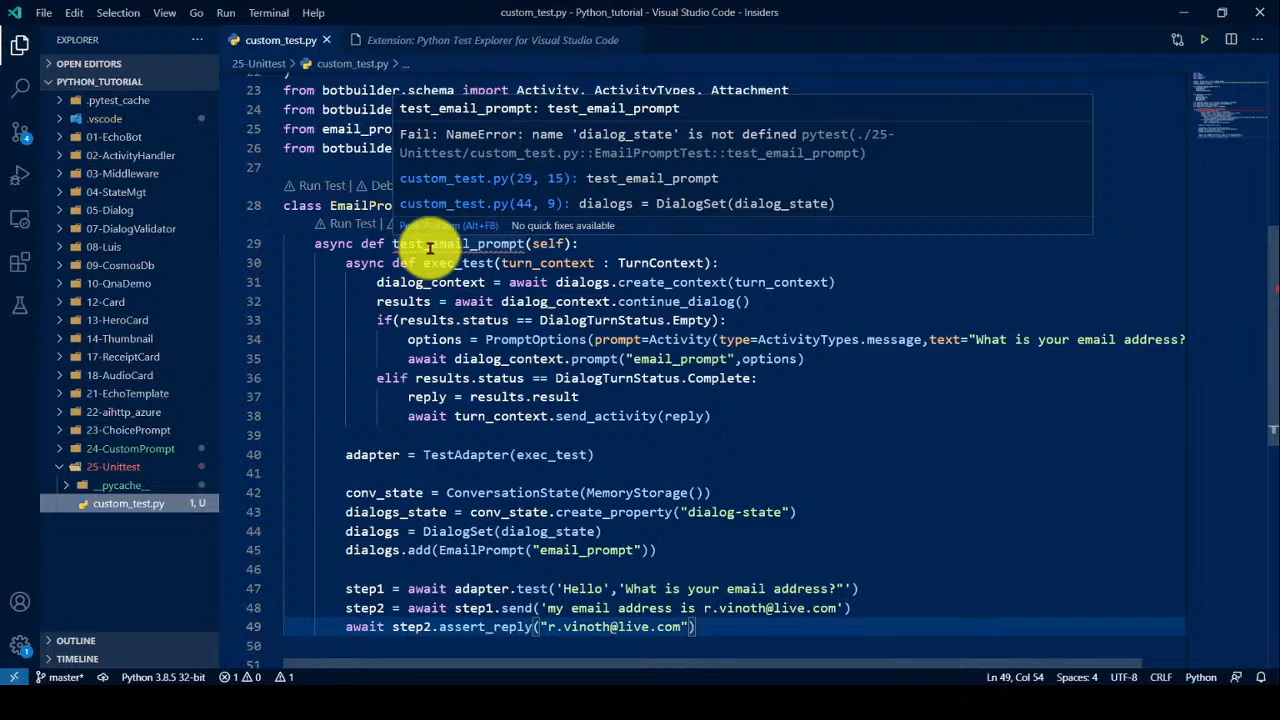 File Edit Selection View Go Run Terminal Help
custom_test.py - Python_tutorial - Visual Studio Code - Insiders
EXPLORER
OPEN EDITORS
PYTHON_TUTORIAL
.pytest_cache
.vscode
01-EchoBot
02-ActivityHandler
03-Middleware
04-StateMgt
05-Dialog
07-DialogValidator
08-Luis
09-CosmosDb
10-QnaDemo
12-Card
13-HeroCard
14-Thumbnail
17-ReceiptCard
18-AudioCard
21-EchoTemplate
22-aihttp_azure
23-ChoicePrompt
24-CustomPrompt
25-Unittest
__pycache__
custom_test.py 1, U
OUTLINE
TIMELINE
custom_test.py
Extension: Python Test Explorer for Visual Studio Code
25-Unittest > custom_test.py > ...
22 )
23 from botbuilder.schema import Activity, ActivityTypes, Attachment
24 from botbuilder
25 from email_pro
26 from botbuilder
27
test_email_prompt: test_email_prompt
Fail: NameError: name 'dialog_state' is not defined pytest(./25-
Unittest/custom_test.py::EmailPromptTest::test_email_prompt)
custom_test.py(29, 15): test_email_prompt
custom_test.py(44, 9): dialogs = DialogSet(dialog_state)
(Alt+F8) No quick fixes available
Run Test | Deb
28 class EmailPro
Run Test |
29 async def test_email_prompt(self):
30 async def exec_test(turn_context : TurnContext):
31 dialog_context = await dialogs.create_context(turn_context)
32 results = await dialog_context.continue_dialog()
33 if(results.status == DialogTurnStatus.Empty):
34 options = PromptOptions(prompt=Activity(type=ActivityTypes.message,text="What is your email address?
35 await dialog_context.prompt("email_prompt",options)
36 elif results.status == DialogTurnStatus.Complete:
37 reply = results.result
38 await turn_context.send_activity(reply)
39
40 adapter = TestAdapter(exec_test)
41
42 conv_state = ConversationState(MemoryStorage())
43 dialogs_state = conv_state.create_property("dialog-state")
44 dialogs = DialogSet(dialog_state)
45 dialogs.add(EmailPrompt("email_prompt"))
46
47 step1 = await adapter.test('Hello','What is your email address?"')
48 step2 = await step1.send('my email address is r.vinoth@live.com')
49 await step2.assert_reply("r.vinoth@live.com")
50
51
4
1
master* Python 3.8.5 32-bit 1 0 1
Ln 49, Col 54 Spaces: 4 UTF-8 CRLF Python